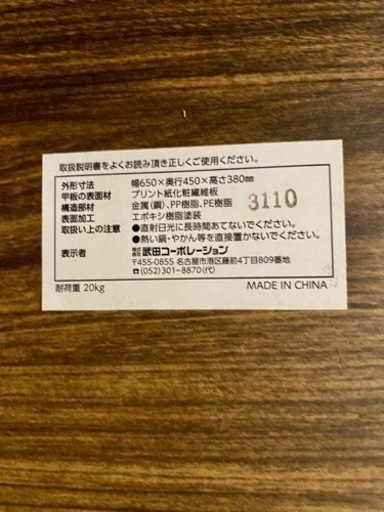 取扱説明書をよくお読み頂き正しくご使用ください。
外形寸法 幅650×奥行450×高さ380mm
甲板の表面材 プリント紙化粧繊維板
構造部材 金属(鋼)、PP樹脂、PE樹脂 3110
表面加工 エポキシ樹脂塗装
取扱い上の注意 ●直射日光に長時間あてないでください。
●熱い鍋・やかん等を直接置かないでください。
表示者 株式会社 武田コーポレーション
〒455-0855 名古屋市港区藤前4丁目809番地
☎(052)301-8870(代)
耐荷重 20kg MADE IN CHINA